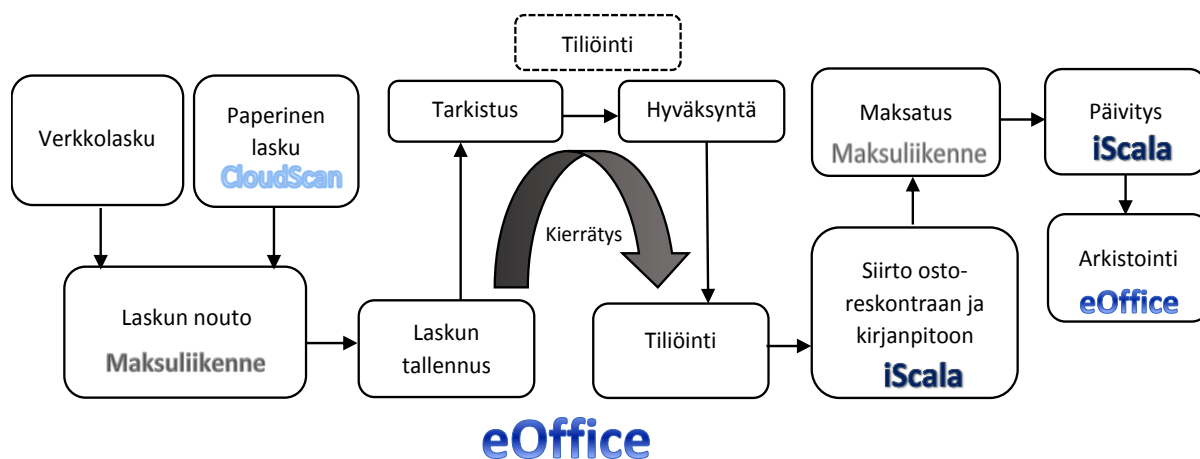 Tiliöinti
Verkkolasku
Paperinen
lasku
CloudScan
Tarkistus
Hyväksyntä
Maksatus
Maksuliikenne
Päivitys
iScala
Kierrätys
Laskun nouto
Maksuliikenne
Laskun
tallennus
Tiliöinti
Siirto osto-
reskontraan ja
kirjanpitoon
iScala
Arkistointi
eOffice
eOffice